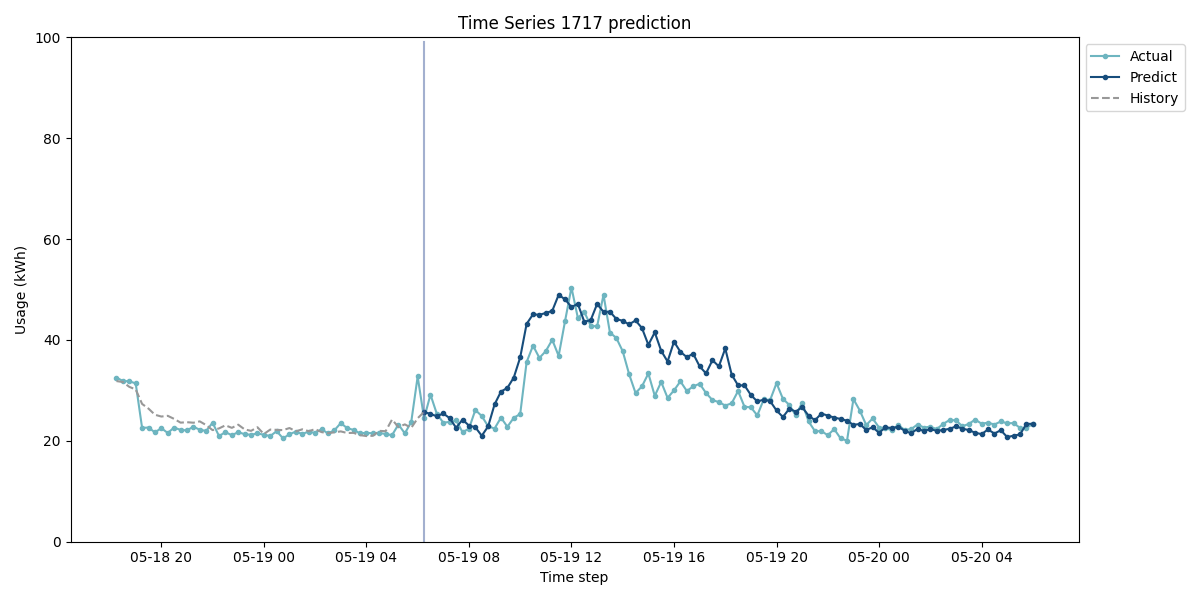 Time Series 1717 prediction
Usage (kWh)
100
80
60
40
20
0
05-18 20
05-19 00
05-19 04
05-19 08
05-19 12
05-19 16
05-19 20
05-20 00
05-20 04
Time step
Actual
Predict
History